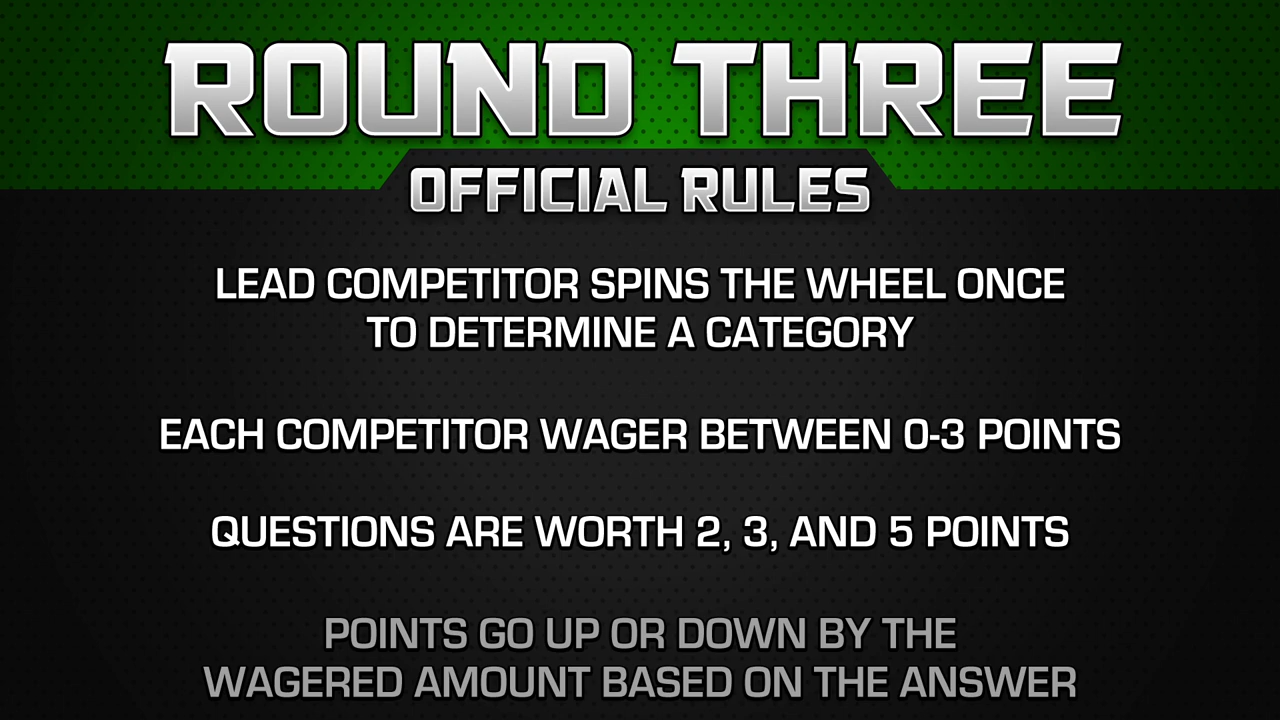 ROUND THREE
OFFICIAL RULES
LEAD COMPETITOR SPINS THE WHEEL ONCE
TO DETERMINE A CATEGORY
EACH COMPETITOR WAGER BETWEEN 0-3 POINTS
QUESTIONS ARE WORTH 2, 3, AND 5 POINTS
POINTS GO UP OR DOWN BY THE
WAGERED AMOUNT BASED ON THE ANSWER